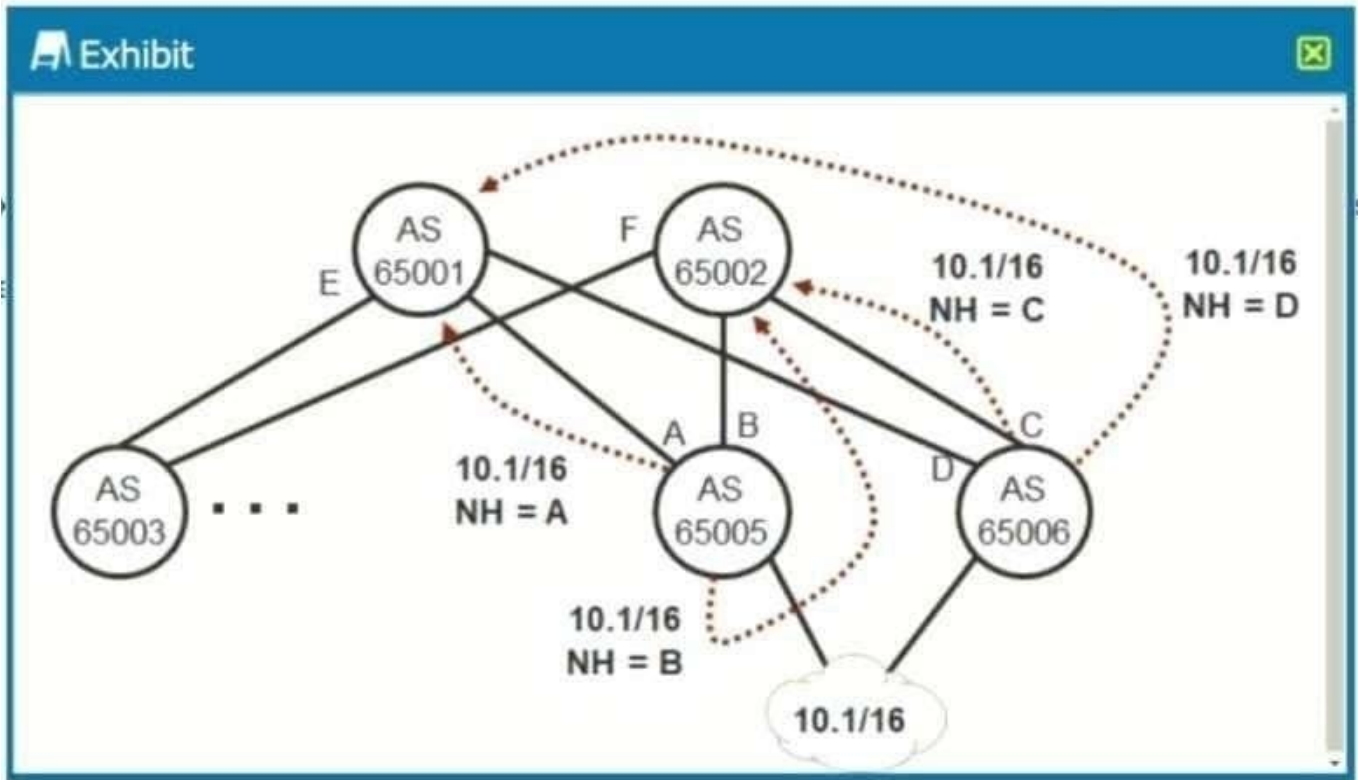 Exhibit
AS
65001
E
F
AS
65002
10.1/16
NH = C
10.1/16
NH = D
AS
65003
. . .
10.1/16
NH = A
A
B
AS
65005
C
D
AS
65006
10.1/16
NH = B
10.1/16